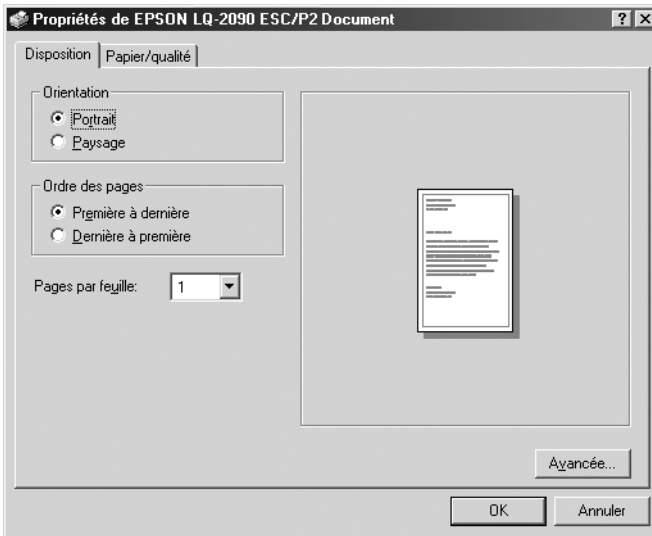 Propriétés de EPSON LQ-2090 ESC/P2 Document
Disposition
Papier/qualité
Orientation
Portrait
Paysage
Ordre des pages
Première à dernière
Dernière à première
Pages par feuille:
1
Avancée...
OK
Annuler